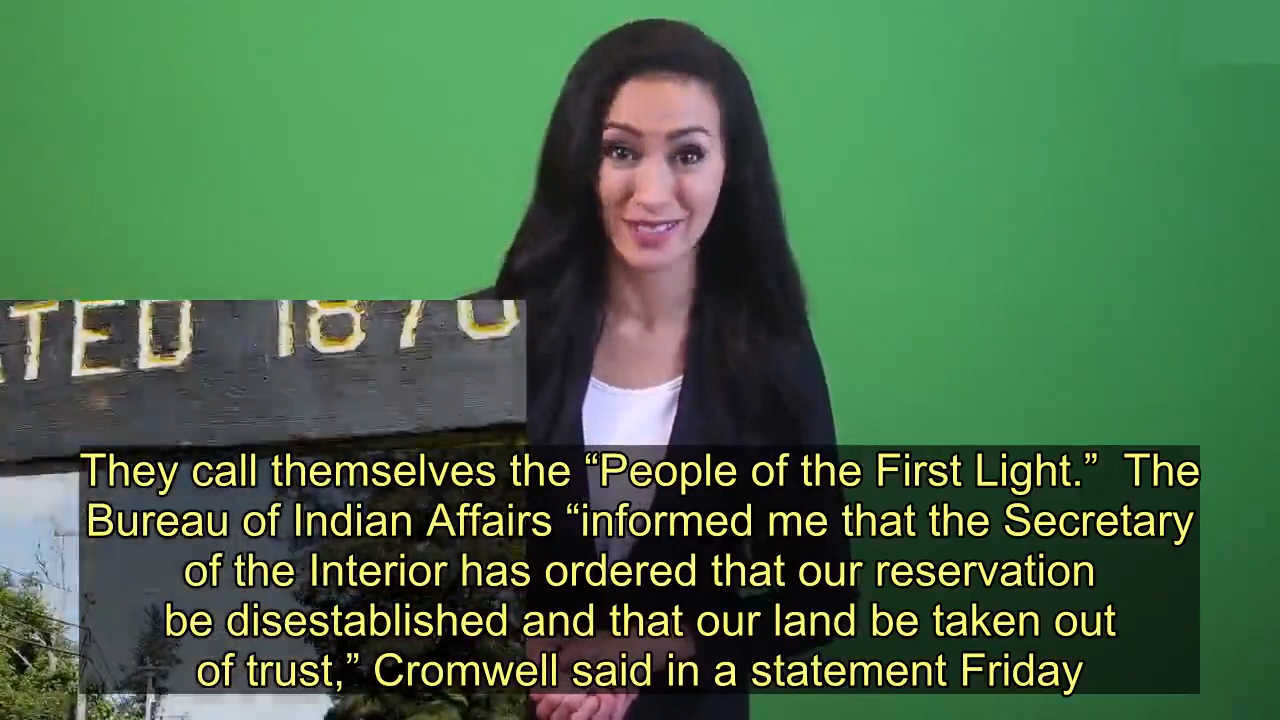 TED 1870
They call themselves the “People of the First Light.” The
Bureau of Indian Affairs “informed me that the Secretary
of the Interior has ordered that our reservation
be disestablished and that our land be taken out
of trust,” Cromwell said in a statement Friday